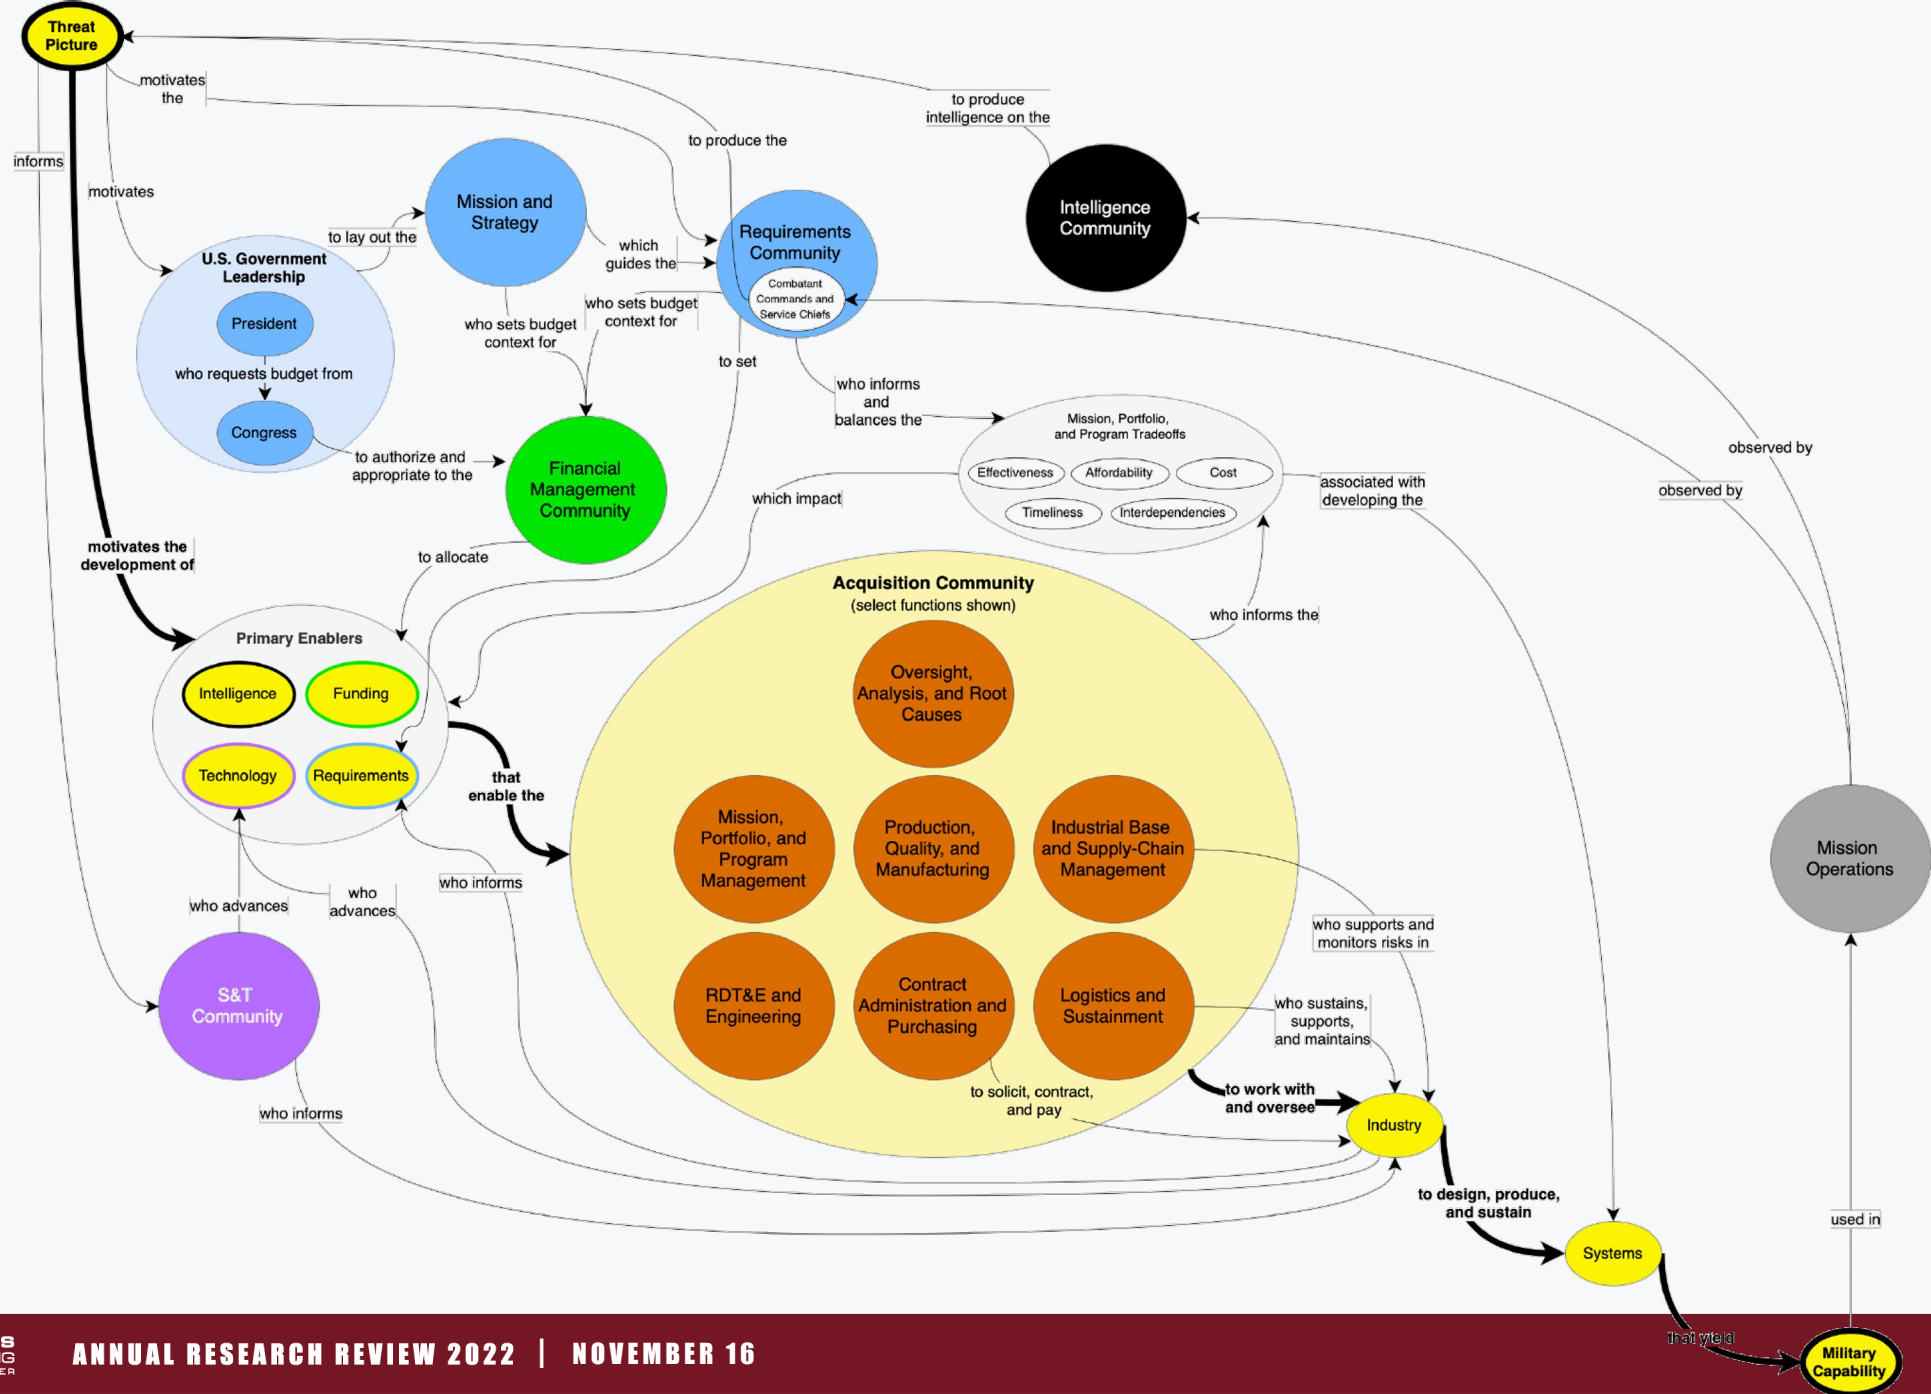 Threat
Picture
motivates
the
to produce
intelligence on the
to produce the
informs
motivates
Mission and
Strategy
to lay out the
which
guides the
Requirements
Community
Combatant
Commands and
Service Chiefs
Intelligence
Community
U.S. Government
Leadership
President
who requests budget from
Congress
who sets budget
context for
who sets budget
context for
to set
who informs
and
balances the
to authorize and
appropriate to the
Financial
Management
Community
Mission, Portfolio,
and Program Tradeoffs
Effectiveness
Affordability
Cost
Timeliness
Interdependencies
which impact
associated with
developing the
observed by
observed by
motivates the
development of
to allocate
Acquisition Community
(select functions shown)
who informs the
Primary Enablers
Intelligence
Funding
Technology
Requirements
that
enable the
Oversight,
Analysis, and Root
Causes
Mission,
Portfolio, and
Program
Management
Production,
Quality, and
Manufacturing
Industrial Base
and Supply-Chain
Management
Mission
Operations
who advances
who
advances
who informs
who supports and
monitors risks in
S&T
Community
RDT&E and
Engineering
Contract
Administration and
Purchasing
Logistics and
Sustainment
who sustains,
supports,
and maintains
who informs
to solicit, contract,
and pay
to work with
and oversee
Industry
to design, produce,
and sustain
Systems
used in
that yield
Military
Capability
S
G
ER
ANNUAL RESEARCH REVIEW 2022 | NOVEMBER 16